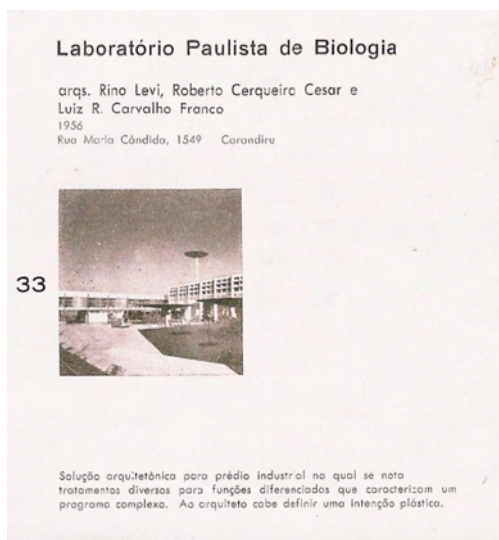 Laboratório Paulista de Biologia
arqs. Rino Levi, Roberto Cerqueira Cesar e
Luiz R. Carvalho Franco
1956
Rua Maria Cândida, 1549 Carandiru
33
Solução arquitetônica para prédio industrial no qual se nota
tratamentos diversos para funções diferenciadas que caracterizam um
programa complexo. Ao arquiteto cabe definir uma intenção plástica.